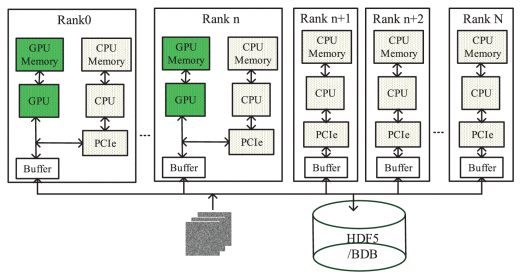 Rank0
GPU Memory
CPU Memory
GPU
CPU
PCIe
Buffer
...
Rank n
GPU Memory
CPU Memory
GPU
CPU
PCIe
Buffer
Rank n+1
CPU Memory
CPU
PCIe
Buffer
Rank n+2
CPU Memory
CPU
PCIe
Buffer
...
Rank N
CPU Memory
CPU
PCIe
Buffer
HDF5
/BDB